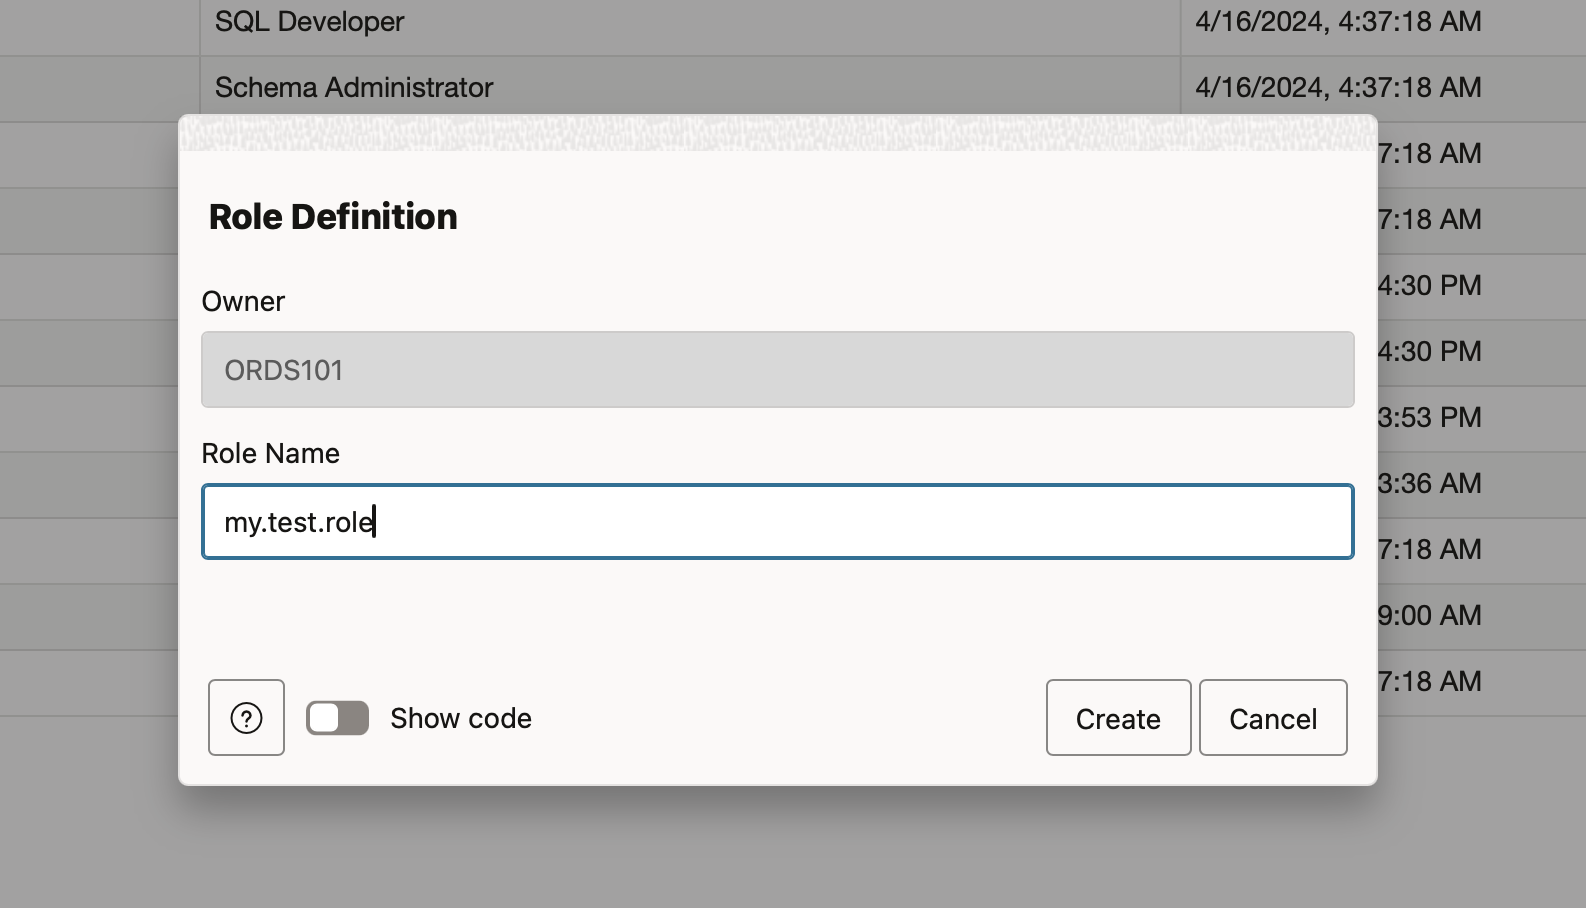 SQL Developer 4/16/2024, 4:37:18 AM
Schema Administrator 4/16/2024, 4:37:18 AM
7:18 AM
Role Definition
7:18 AM
Owner
4:30 PM
ORDS101
4:30 PM
Role Name
3:53 PM
3:36 AM
my.test.role
7:18 AM
9:00 AM
7:18 AM
? Show code Create Cancel